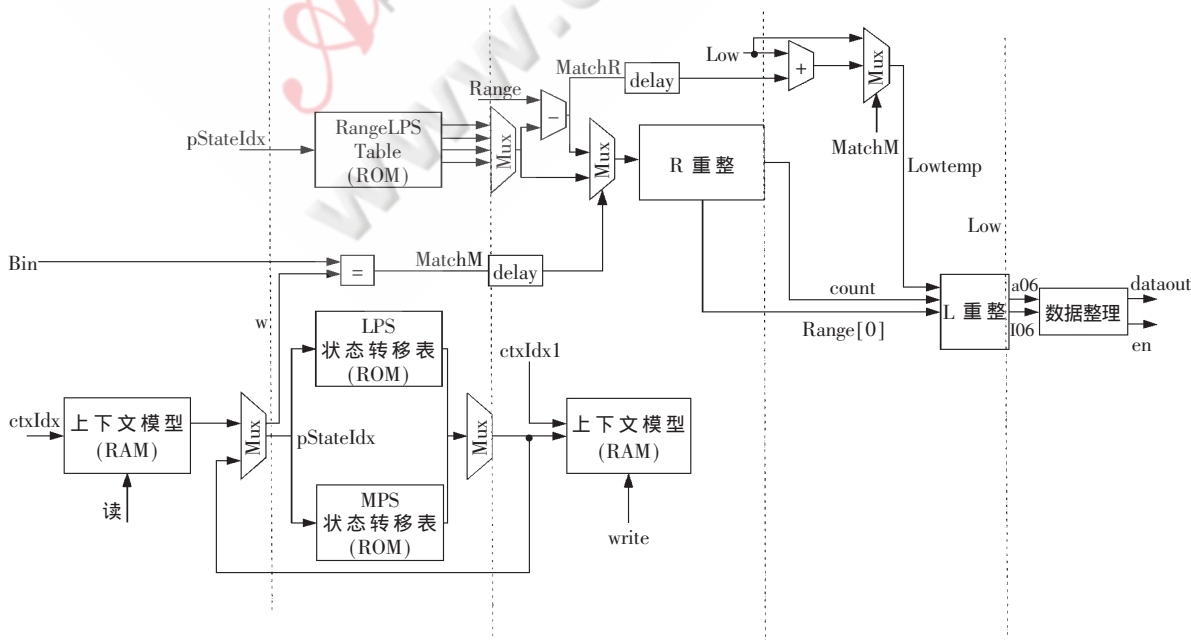 Low
+
Mux
MatchR
delay
Range
−
pStateIdx
RangeLPS
Table
(ROM)
Mux
Mux
R 重整
MatchM
Lowtemp
Low
Bin
=
MatchM
delay
w
LPS
状态转移表
(ROM)
ctxIdx1
count
Range[0]
L 重整
a06
I06
数据整理
dataout
en
ctxIdx
上下文模型
(RAM)
读
Mux
pStateIdx
Mux
上下文模型
(RAM)
write
MPS
状态转移表
(ROM)
www.c